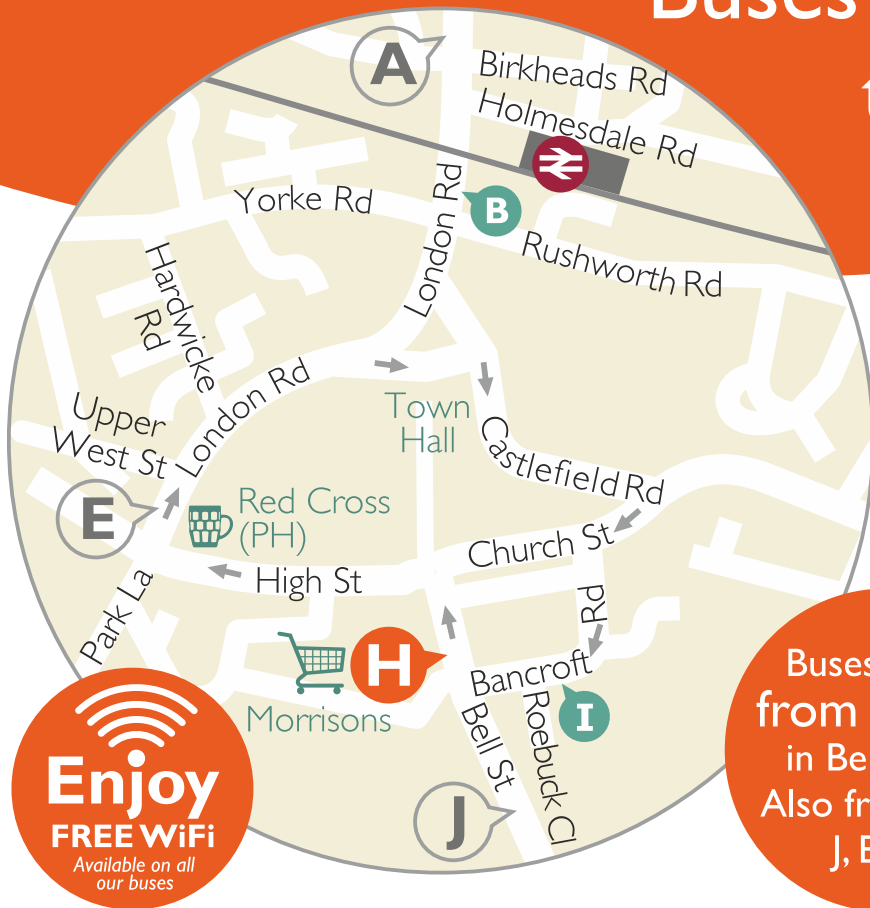 Buses
A
Birkheads Rd
Holmesdale Rd
Yorke Rd
London Rd
B
Rushworth Rd
Hardwicke
Rd
London Rd
Town
Hall
Upper
West St
Castlefield Rd
E
Red Cross
(PH)
Church St
High St
Park La
Rd
H
Bancroft
Morrisons
I
Bell St
Roebuck Cl
J
Enjoy
FREE WiFi
Available on all
our buses
Buses
from
in Be
Also fr
J, E